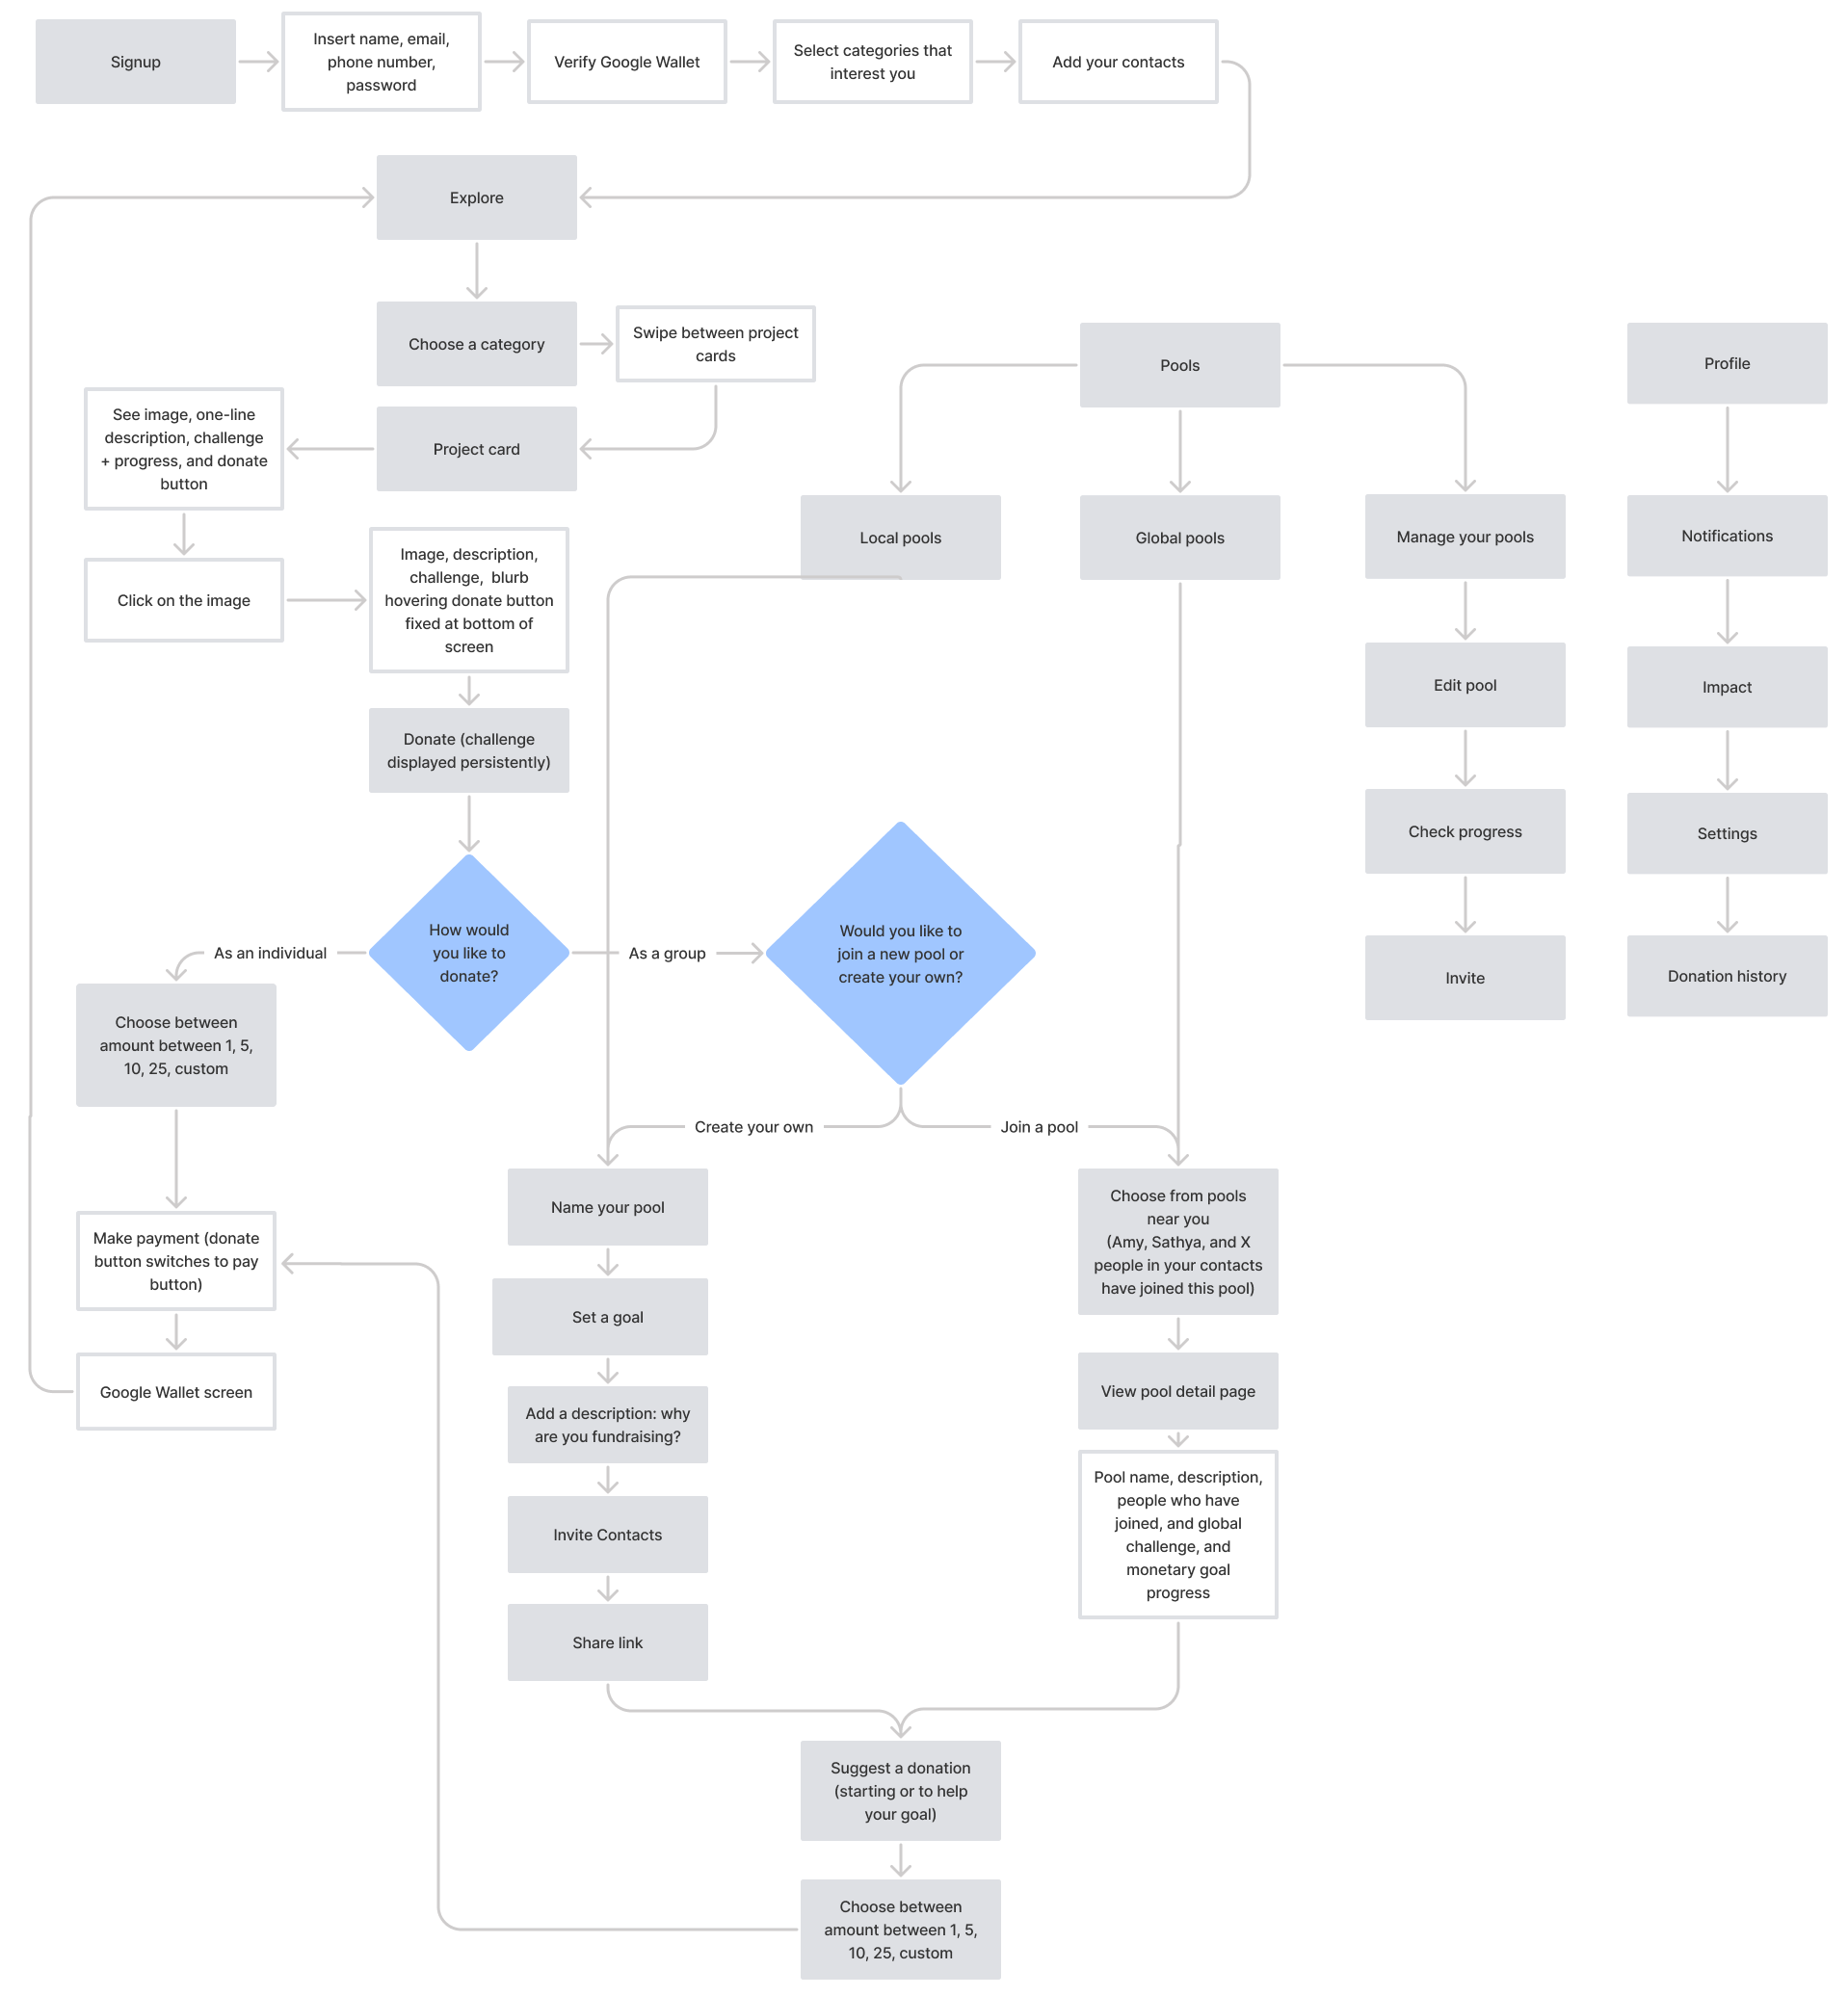 Signup
Insert name, email,
phone number,
password
Verify Google Wallet
Select categories that
interest you
Add your contacts
Explore
Choose a category
Swipe between project
cards
Project card
See image, one-line
description, challenge
+ progress, and donate
button
Click on the image
Image, description,
challenge, blurb
hovering donate button
fixed at bottom of
screen
Donate (challenge
displayed persistently)
How would
you like to
donate?
As an individual
As a group
Choose between
amount between 1, 5,
10, 25, custom
Make payment (donate
button switches to pay
button)
Google Wallet screen
Would you like to
join a new pool or
create your own?
Create your own
Join a pool
Name your pool
Set a goal
Add a description: why
are you fundraising?
Invite Contacts
Share link
Choose from pools
near you
(Amy, Sathya, and X
people in your contacts
have joined this pool)
View pool detail page
Pool name, description,
people who have
joined, and global
challenge, and
monetary goal
progress
Suggest a donation
(starting or to help
your goal)
Choose between
amount between 1, 5,
10, 25, custom
Pools
Local pools
Global pools
Manage your pools
Edit pool
Check progress
Invite
Profile
Notifications
Impact
Settings
Donation history